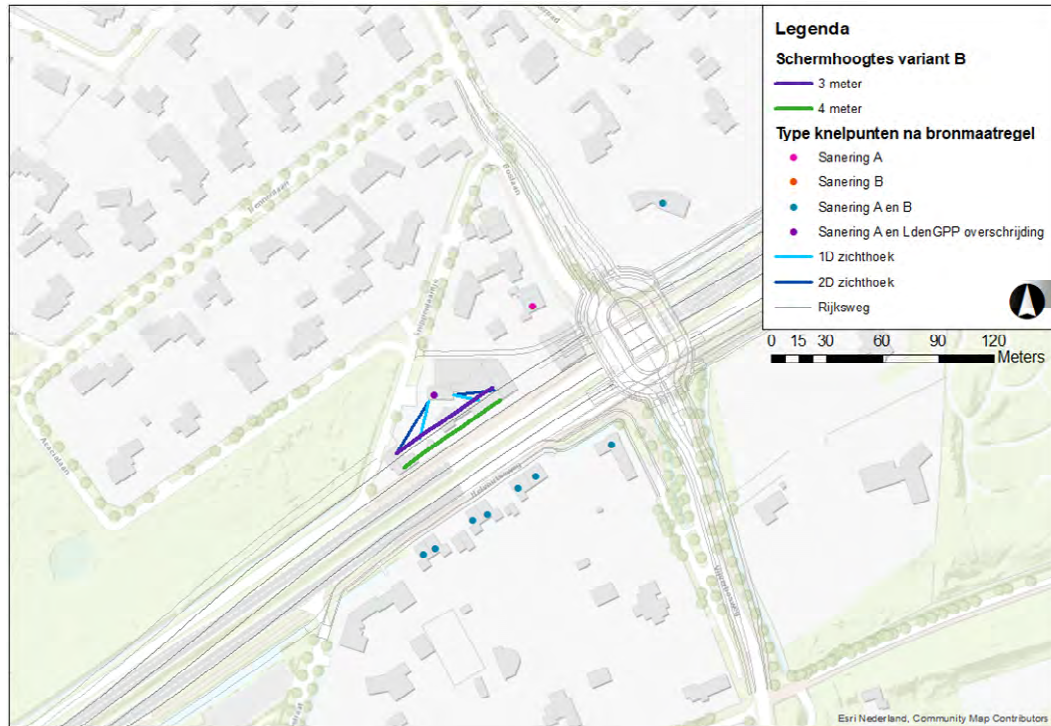 Legenda
Schermhoogtes variant B
3 meter
4 meter
Type knelpunten na bronmaatregel
Sanering A
Sanering B
Sanering A en B
Sanering A en LdenGPP overschrijding
1D zichthoek
2D zichthoek
Rijksweg
0 15 30 60 90 120
Meters
Acacialaan
Esri Nederland, Community Map Contributors